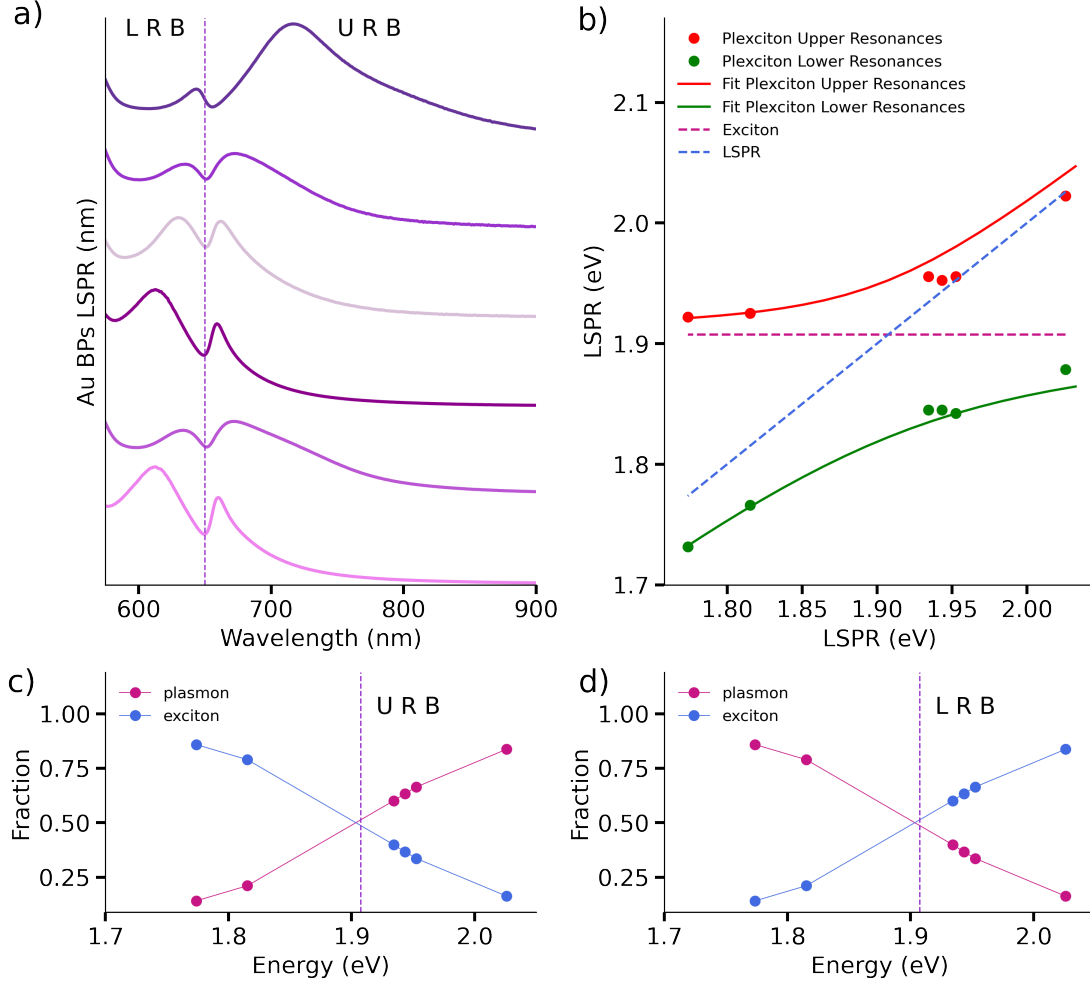 a)
L R B
U R B
Au BPs LSPR (nm)
600
700
800
900
Wavelength (nm)
b)
Plexciton Upper Resonances
Plexciton Lower Resonances
Fit Plexciton Upper Resonances
Fit Plexciton Lower Resonances
Exciton
LSPR
2.1
2.0
1.9
1.8
1.7
LSPR (eV)
1.80
1.85
1.90
1.95
2.00
LSPR (eV)
c)
plasmon
exciton
U R B
1.00
0.75
0.50
0.25
Fraction
1.7
1.8
1.9
2.0
Energy (eV)
d)
plasmon
exciton
L R B
1.00
0.75
0.50
0.25
Fraction
1.7
1.8
1.9
2.0
Energy (eV)